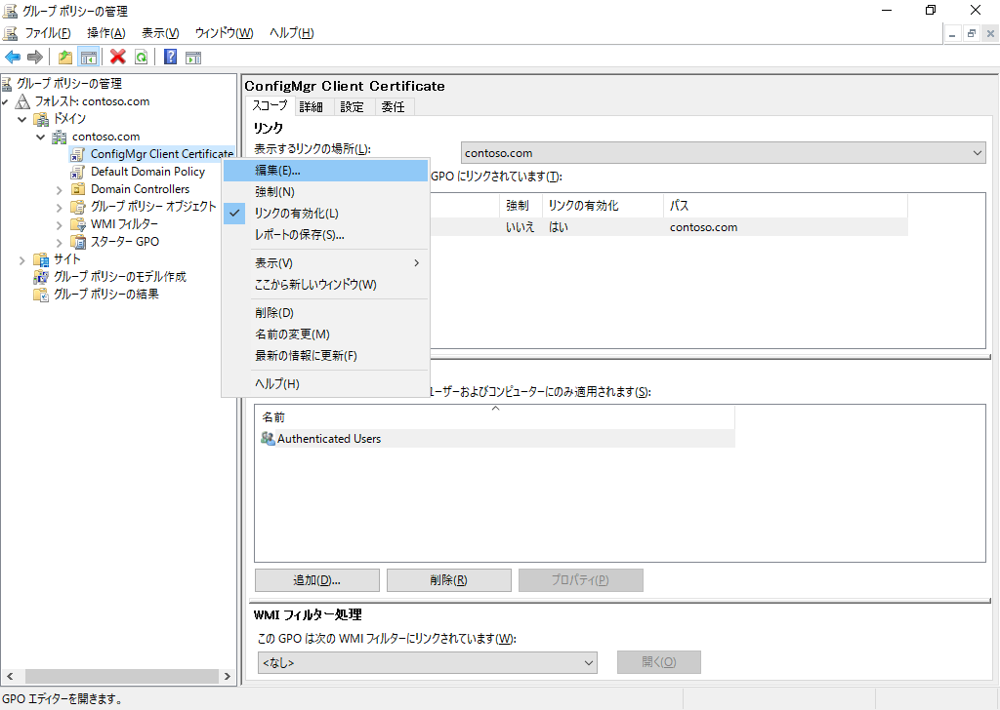 グループ ポリシーの管理
ファイル(F) 操作(A) 表示(V) ウィンドウ(W) ヘルプ(H)
グループ ポリシーの管理
フォレスト: contoso.com
ドメイン
contoso.com
ConfigMgr Client Certificate
Default Domain Policy
Domain Controllers
グループ ポリシー オブジェクト
WMI フィルター
スターター GPO
サイト
グループ ポリシーのモデル作成
グループ ポリシーの結果
編集(E)...
強制(N)
リンクの有効化(L)
レポートの保存(S)...
表示(V)
ここから新しいウィンドウ(W)
削除(D)
名前の変更(M)
最新の情報に更新(F)
ヘルプ(H)
ConfigMgr Client Certificate
スコープ 詳細 設定 委任
リンク
表示するリンクの場所(L): contoso.com
GPO にリンクされています(T):
強制 リンクの有効化 パス
いいえ はい contoso.com
ユーザーおよびコンピューターにのみ適用されます(S):
名前
Authenticated Users
追加(D)... 削除(R) プロパティ(P)
WMI フィルター処理
この GPO は次の WMI フィルターにリンクされています(W):
<なし> 開く(O)
GPO エディターを開きます。